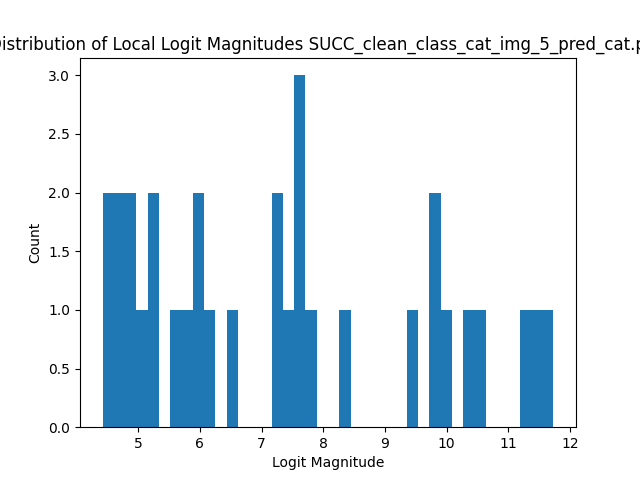 istribution of Local Logit Magnitudes SUCC_clean_class_cat_img_5_pred_cat.p
3.0
2.5
2.0
1.5
1.0
0.5
0.0
Count
5 6 7 8 9 10 11 12
Logit Magnitude